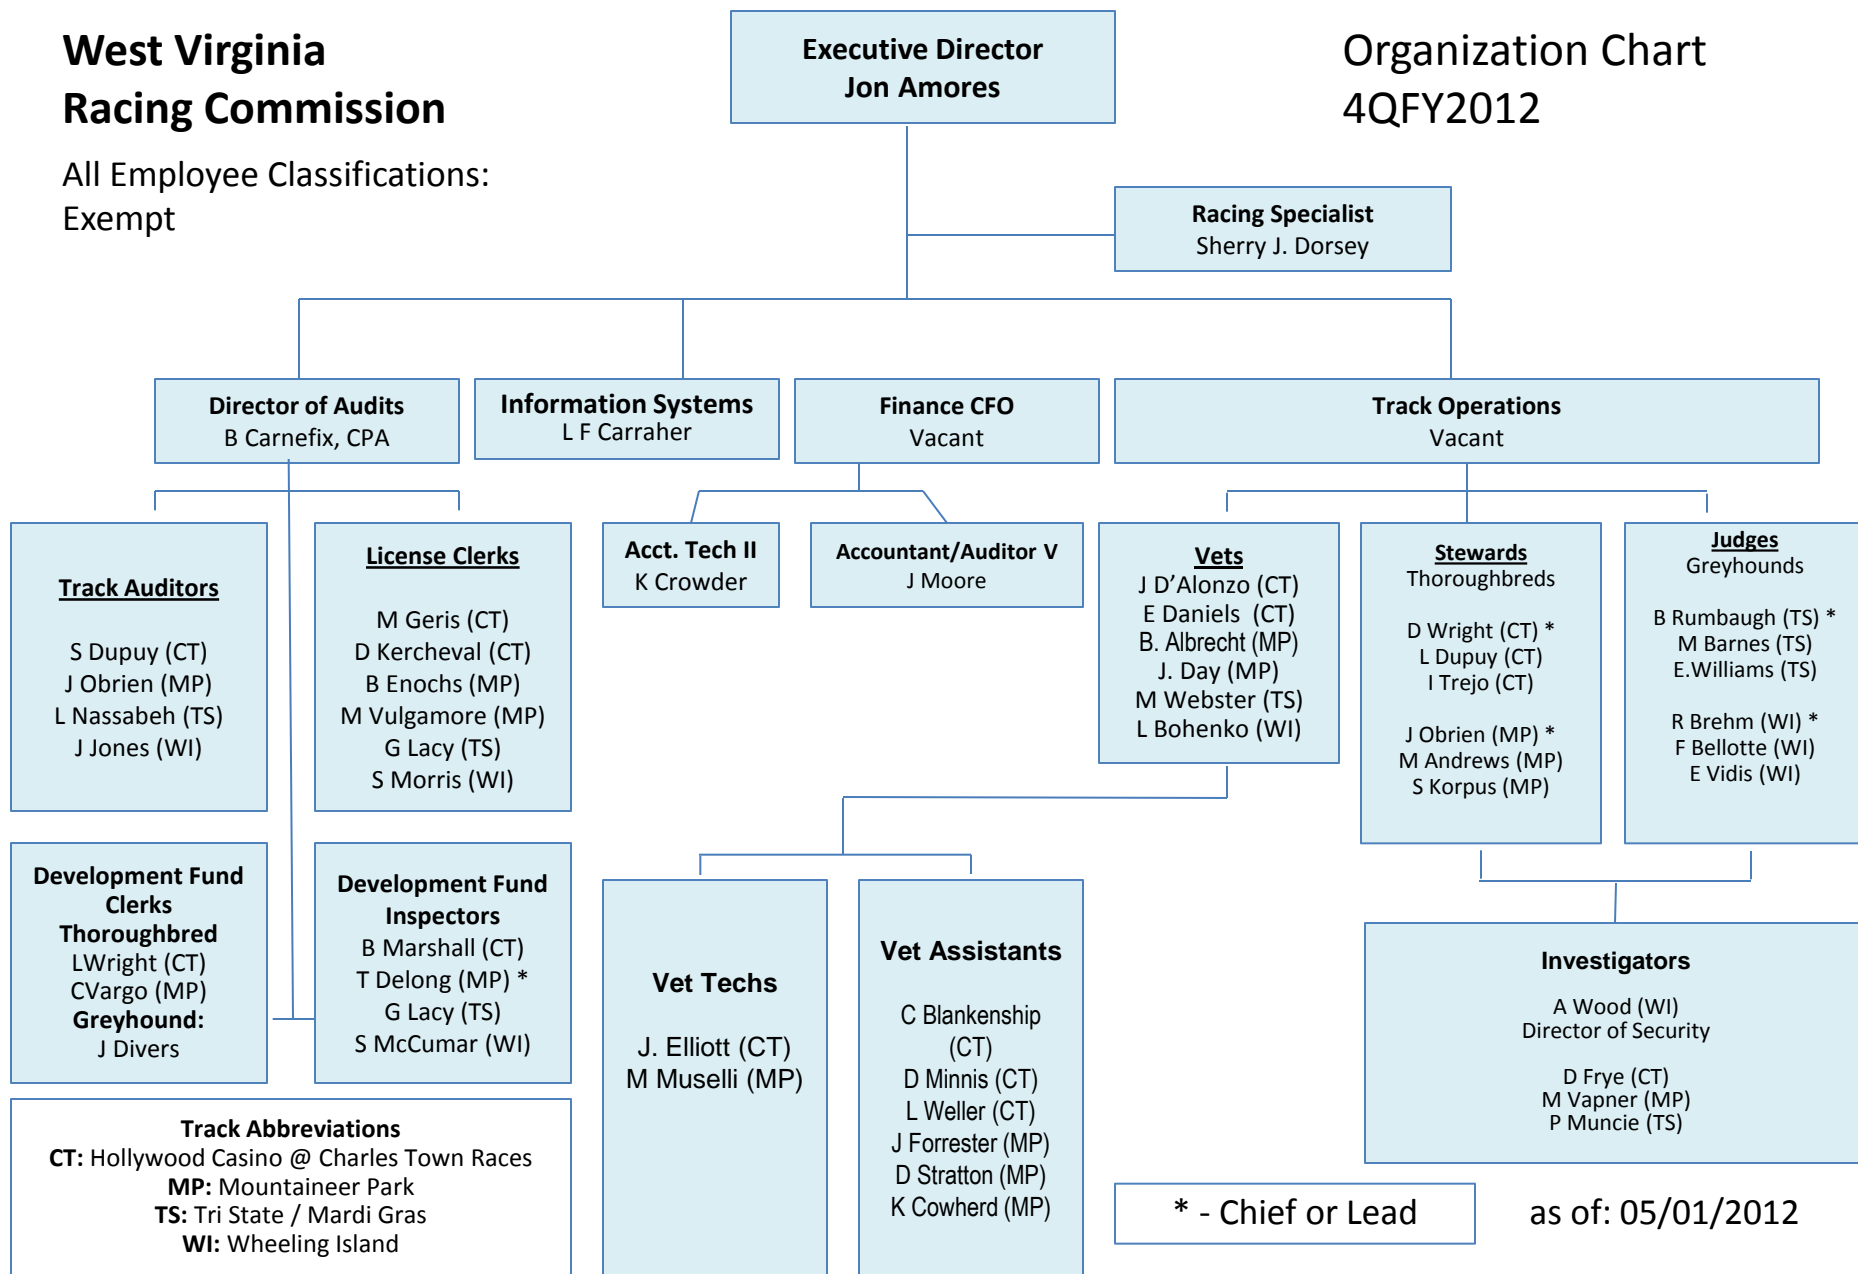 West Virginia
Racing Commission
All Employee Classifications:
Exempt
Executive Director
Jon Amores
Organization Chart
4QFY2012
Racing Specialist
Sherry J. Dorsey
Director of Audits
B Carnefix, CPA
Information Systems
L F Carraher
Finance CFO
Vacant
Track Operations
Vacant
Track Auditors
S Dupuy (CT)
J Obrien (MP)
L Nassabeh (TS)
J Jones (WI)
License Clerks
M Geris (CT)
D Kercheval (CT)
B Enochs (MP)
M Vulgamore (MP)
G Lacy (TS)
S Morris (WI)
Acct. Tech II
K Crowder
Accountant/Auditor V
J Moore
Vets
J D’Alonzo (CT)
E Daniels  (CT)
B. Albrecht (MP)
J. Day (MP)
M Webster (TS)
L Bohenko (WI)
Stewards
Thoroughbreds
D Wright (CT) *
L Dupuy (CT)
I Trejo (CT)
J Obrien (MP) *
M Andrews (MP)
S Korpus (MP)
Judges
Greyhounds
B Rumbaugh (TS) *
M Barnes (TS)
E.Williams (TS)
R Brehm (WI) *
F Bellotte (WI)
E Vidis (WI)
Development Fund
Clerks
Thoroughbred
LWright (CT)
CVargo (MP)
Greyhound:
J Divers
Development Fund
Inspectors
B Marshall (CT)
T Delong (MP) *
G Lacy (TS)
S McCumar (WI)
Vet Techs
J. Elliott (CT)
M Muselli (MP)
Vet Assistants
C Blankenship
(CT)
D Minnis (CT)
L Weller (CT)
J Forrester (MP)
D Stratton (MP)
K Cowherd (MP)
Investigators
A Wood (WI)
Director of Security
D Frye (CT)
M Vapner (MP)
P Muncie (TS)
Track Abbreviations
CT: Hollywood Casino @ Charles Town Races
MP: Mountaineer Park
TS: Tri State / Mardi Gras
WI: Wheeling Island
* - Chief or Lead
as of: 05/01/2012